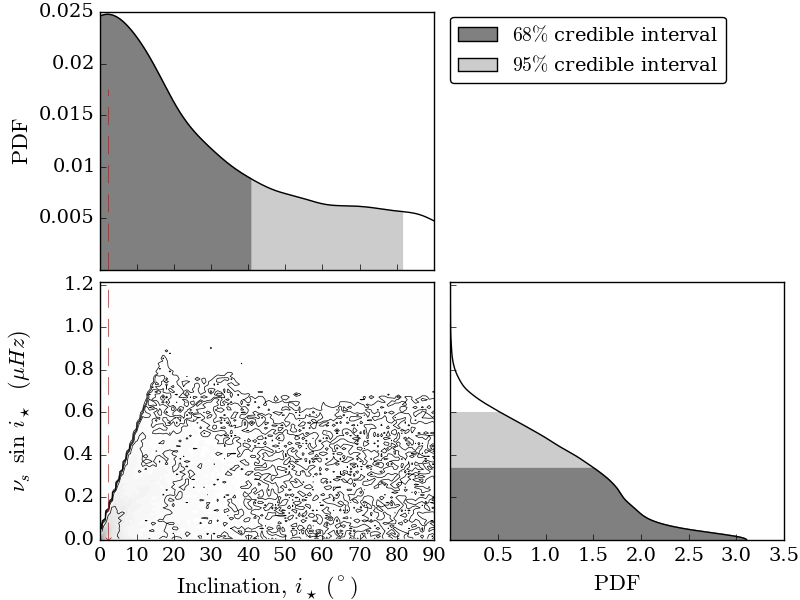 0.025
0.02
0.015
0.01
0.005
PDF
68% credible interval
95% credible interval
1.2
1.0
0.8
0.6
0.4
0.2
0.0
ν_s sin i_⋆ (μHz)
0 10 20 30 40 50 60 70 80 90
Inclination, i_⋆ (°)
0.5 1.0 1.5 2.0 2.5 3.0 3.5
PDF